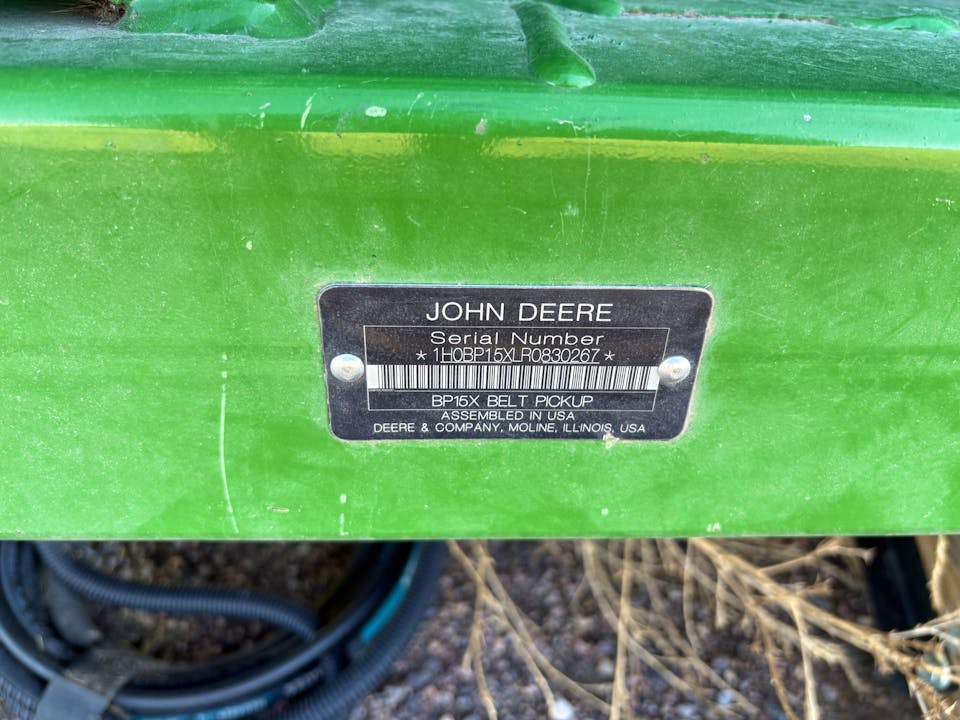 JOHN DEERE
Serial Number
*1H0BP15XLR0830267*
BP15X BELT PICKUP
ASSEMBLED IN USA
DEERE & COMPANY, MOLINE, ILLINOIS, USA